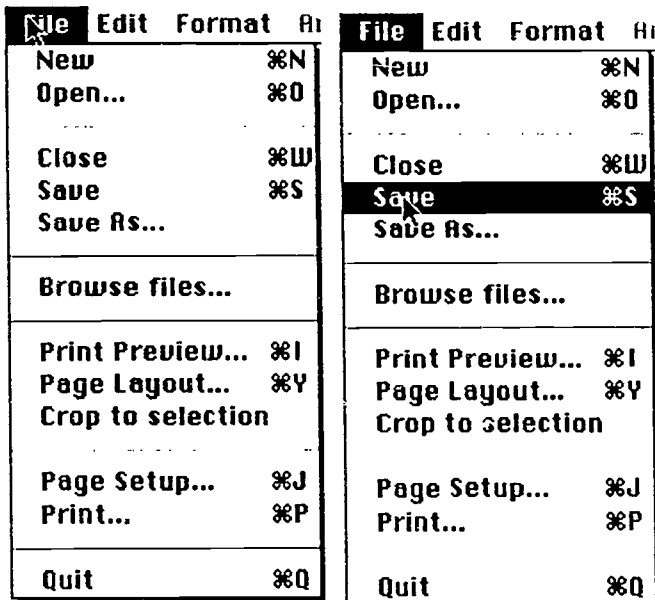 File Edit Format
New ⌘N
Open... ⌘O
Close ⌘W
Save ⌘S
Save As...
Browse files...
Print Preview... ⌘I
Page Layout... ⌘Y
Crop to selection
Page Setup... ⌘J
Print... ⌘P
Quit ⌘Q
File Edit Format
New ⌘N
Open... ⌘O
Close ⌘W
Save ⌘S
Save As...
Browse files...
Print Preview... ⌘I
Page Layout... ⌘Y
Crop to selection
Page Setup... ⌘J
Print... ⌘P
Quit ⌘Q